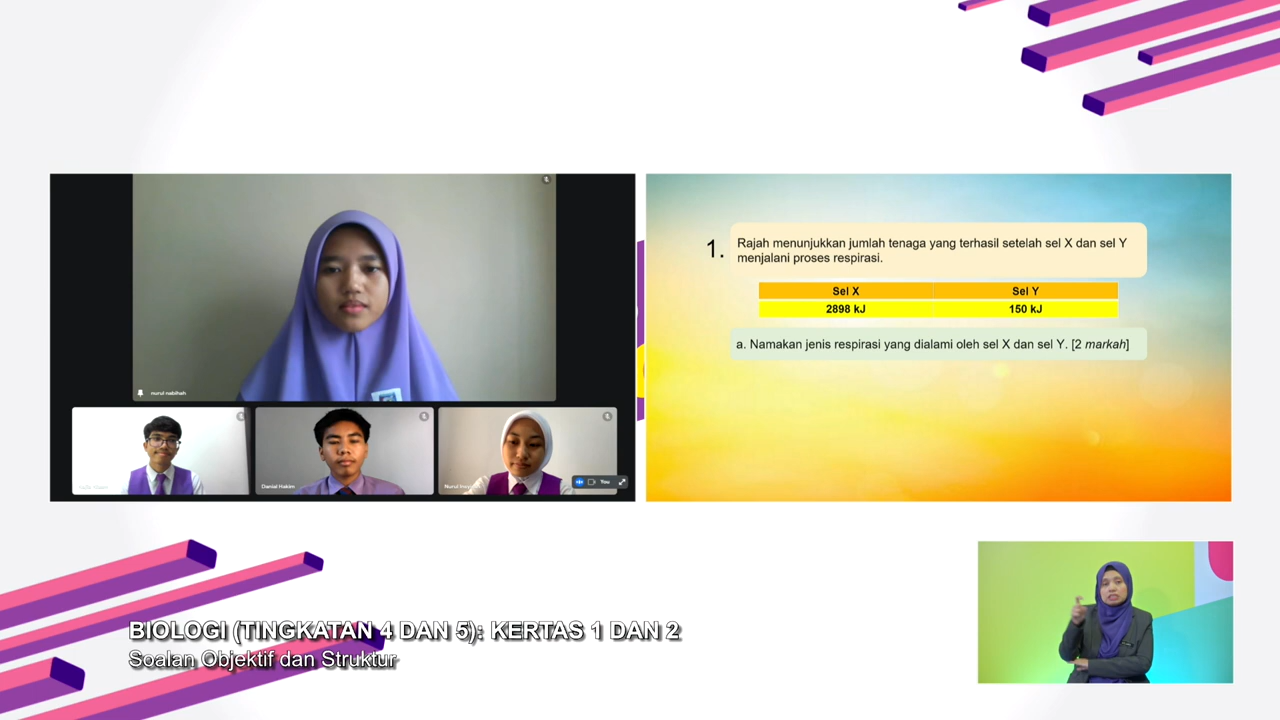 nurul nabihah
Danial Hakim
Nurul
You
1.
Rajah menunjukkan jumlah tenaga yang terhasil setelah sel X dan sel Y
menjalani proses respirasi.
Sel X Sel Y
2898 kJ 150 kJ
a. Namakan jenis respirasi yang dialami oleh sel X dan sel Y. [2 markah]
BIOLOGI (TINGKATAN 4 DAN 5): KERTAS 1 DAN 2
Soalan Objektif dan Struktur